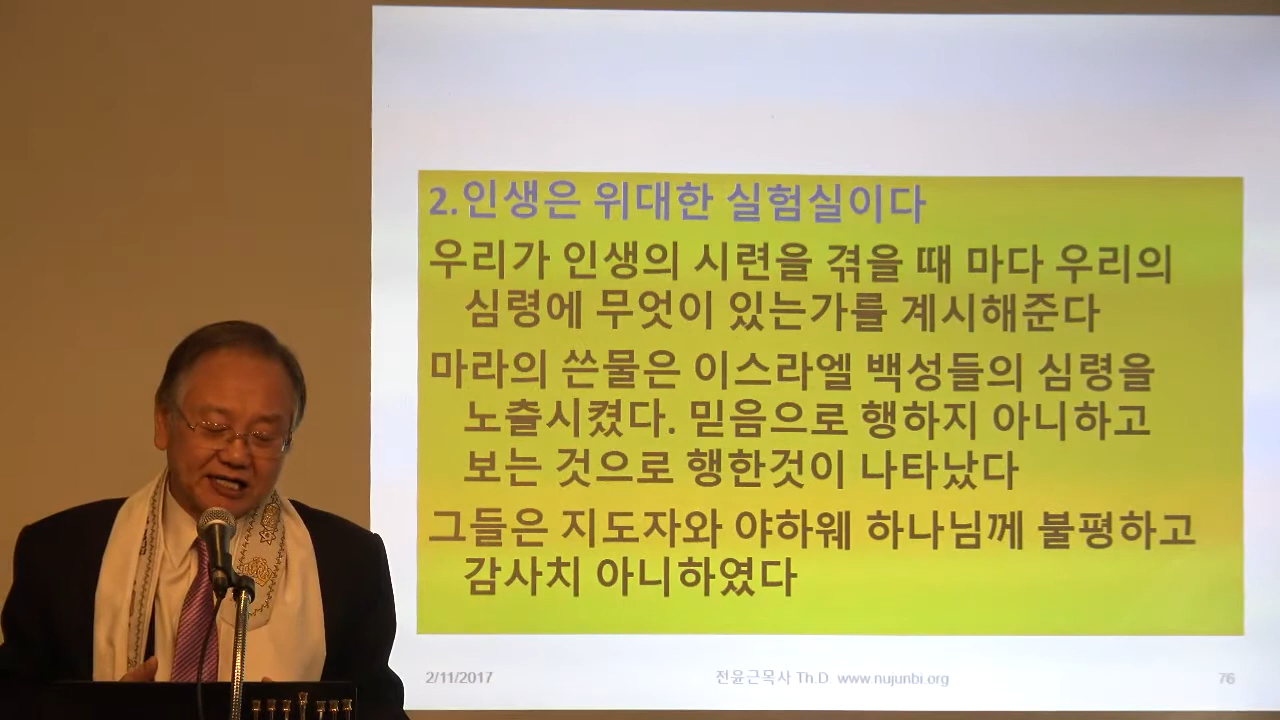 2.인생은 위대한 실험실이다
우리가 인생의 시련을 겪을 때 마다 우리의
심령에 무엇이 있는가를 계시해준다
마라의 쓴물은 이스라엘 백성들의 심령을
노출시켰다. 믿음으로 행하지 아니하고
보는 것으로 행한것이 나타났다
그들은 지도자와 야하웨 하나님께 불평하고
감사치 아니하였다
2/11/2017 전윤근목사 Th.D www.nujunbi.org 76